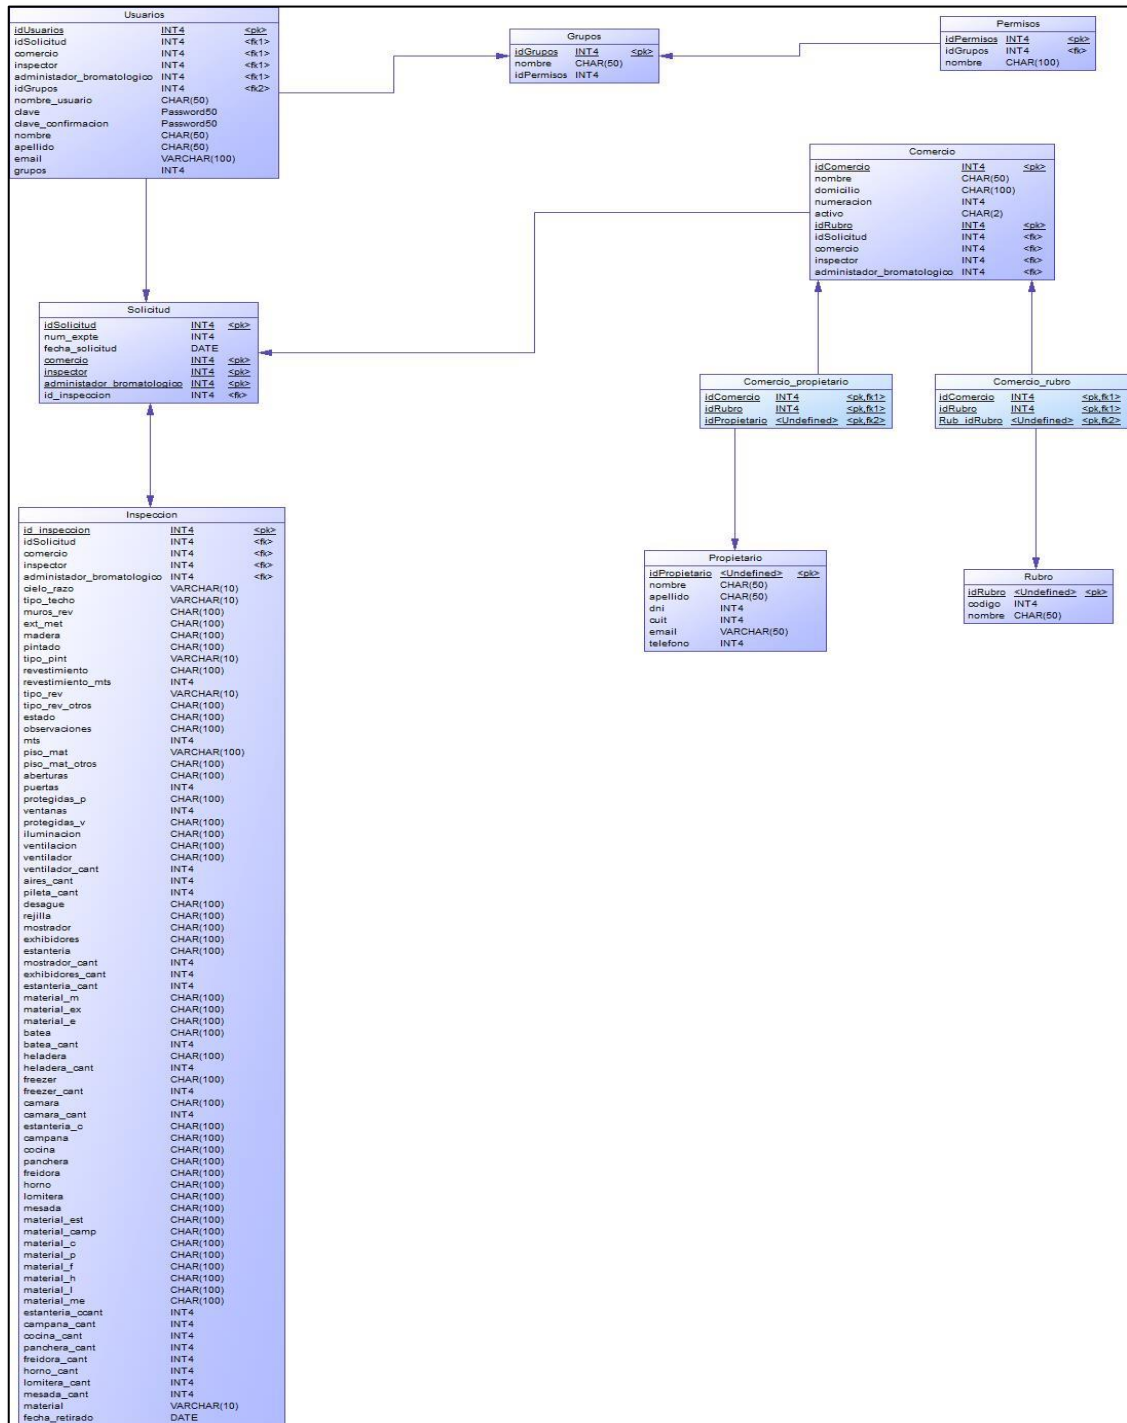 Usuarios
idUsuarios INT4 <pk>
idSolicitud INT4 <fk1>
comercio INT4 <fk1>
inspector INT4 <fk1>
administador_bromatologico INT4 <fk1>
idGrupos INT4 <fk2>
nombre_usuario CHAR(50)
clave Password50
clave_confirmacion Password50
nombre CHAR(50)
apellido CHAR(50)
email VARCHAR(100)
grupos INT4
Grupos
idGrupos INT4 <pk>
nombre CHAR(50)
idPermisos INT4
Permisos
idPermisos INT4 <pk>
idGrupos INT4 <fk>
nombre CHAR(100)
Comercio
idComercio INT4 <pk>
nombre CHAR(50)
domicilio CHAR(100)
numeracion INT4
activo CHAR(2)
idRubro INT4 <pk>
idSolicitud INT4 <fk>
comercio INT4 <fk>
inspector INT4 <fk>
administador_bromatologico INT4 <fk>
Solicitud
idSolicitud INT4 <pk>
num_expte INT4
fecha_solicitud DATE
comercio INT4 <pk>
inspector INT4 <pk>
administador_bromatologico INT4 <pk>
id_inspeccion INT4 <fk>
Comercio_propietario
idComercio INT4 <pk,fk1>
idRubro INT4 <pk,fk1>
idPropietario <Undefined> <pk,fk2>
Comercio_rubro
idComercio INT4 <pk,fk1>
idRubro INT4 <pk,fk1>
Rub_idRubro <Undefined> <pk,fk2>
Propietario
idPropietario <Undefined> <pk>
nombre CHAR(50)
apellido CHAR(50)
dni INT4
cuit INT4
email VARCHAR(50)
telefono INT4
Rubro
idRubro <Undefined> <pk>
codigo INT4
nombre CHAR(50)
Inspeccion
id_inspeccion INT4 <pk>
idSolicitud INT4 <fk>
comercio INT4 <fk>
inspector INT4 <fk>
administador_bromatologico INT4 <fk>
cielo_razo VARCHAR(10)
tipo_techo VARCHAR(10)
muros_rev CHAR(100)
ext_met CHAR(100)
madera CHAR(100)
pintado CHAR(100)
tipo_pint VARCHAR(10)
revestimiento CHAR(100)
revestimiento_mts INT4
tipo_rev VARCHAR(10)
tipo_rev_otros CHAR(100)
estado CHAR(100)
observaciones CHAR(100)
mts INT4
piso_mat VARCHAR(100)
piso_mat_otros CHAR(100)
aberturas CHAR(100)
puertas INT4
protegidas_p CHAR(100)
ventanas INT4
protegidas_v CHAR(100)
iluminacion CHAR(100)
ventilacion CHAR(100)
ventilador CHAR(100)
ventilador_cant INT4
aires_cant INT4
pileta_cant INT4
desague CHAR(100)
rejilla CHAR(100)
mostrador CHAR(100)
exhibidores CHAR(100)
estanteria CHAR(100)
mostrador_cant INT4
exhibidores_cant INT4
estanteria_cant INT4
material_m CHAR(100)
material_ex CHAR(100)
material_e CHAR(100)
batea CHAR(100)
batea_cant INT4
heladera CHAR(100)
heladera_cant INT4
freezer CHAR(100)
freezer_cant INT4
camara CHAR(100)
camara_cant INT4
estanteria_c CHAR(100)
campana CHAR(100)
cocina CHAR(100)
panchera CHAR(100)
freidora CHAR(100)
horno CHAR(100)
lomitera CHAR(100)
mesada CHAR(100)
material_est CHAR(100)
material_camp CHAR(100)
material_c CHAR(100)
material_p CHAR(100)
material_f CHAR(100)
material_h CHAR(100)
material_l CHAR(100)
material_me CHAR(100)
estanteria_ccant INT4
campana_cant INT4
cocina_cant INT4
panchera_cant INT4
freidora_cant INT4
horno_cant INT4
lomitera_cant INT4
mesada_cant INT4
material VARCHAR(10)
fecha_retirado DATE